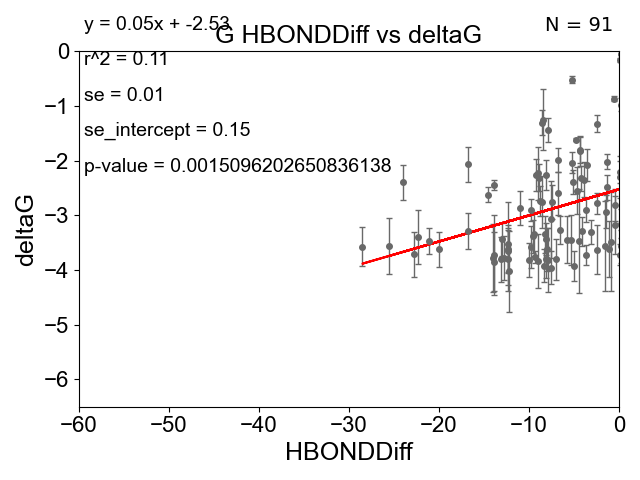 y = 0.05x + -2.53
N = 91
G HBONDDiff vs deltaG
r^2 = 0.11
se = 0.01
se_intercept = 0.15
p-value = 0.0015096202650836138
0
−1
−2
−3
−4
−5
−6
deltaG
−60 −50 −40 −30 −20 −10 0
HBONDDiff